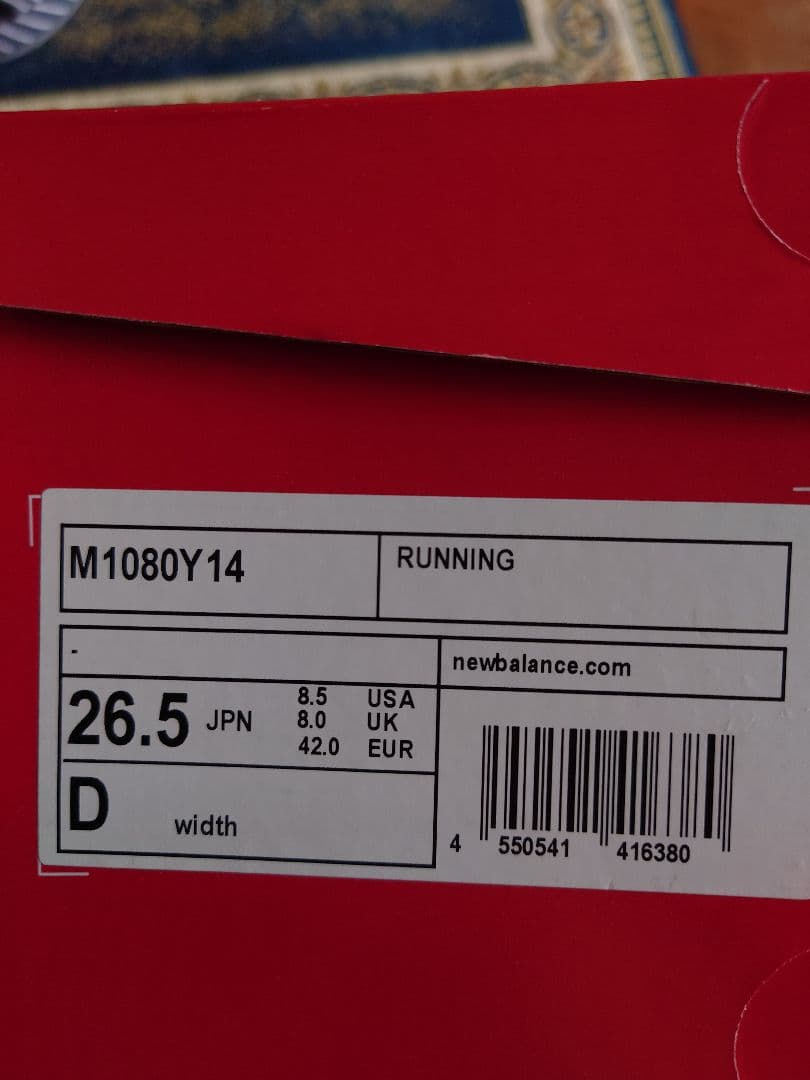 M1080Y14
RUNNING
-
newbalance.com
26.5 JPN
8.5 USA
8.0 UK
42.0 EUR
D width
4 550541 416380